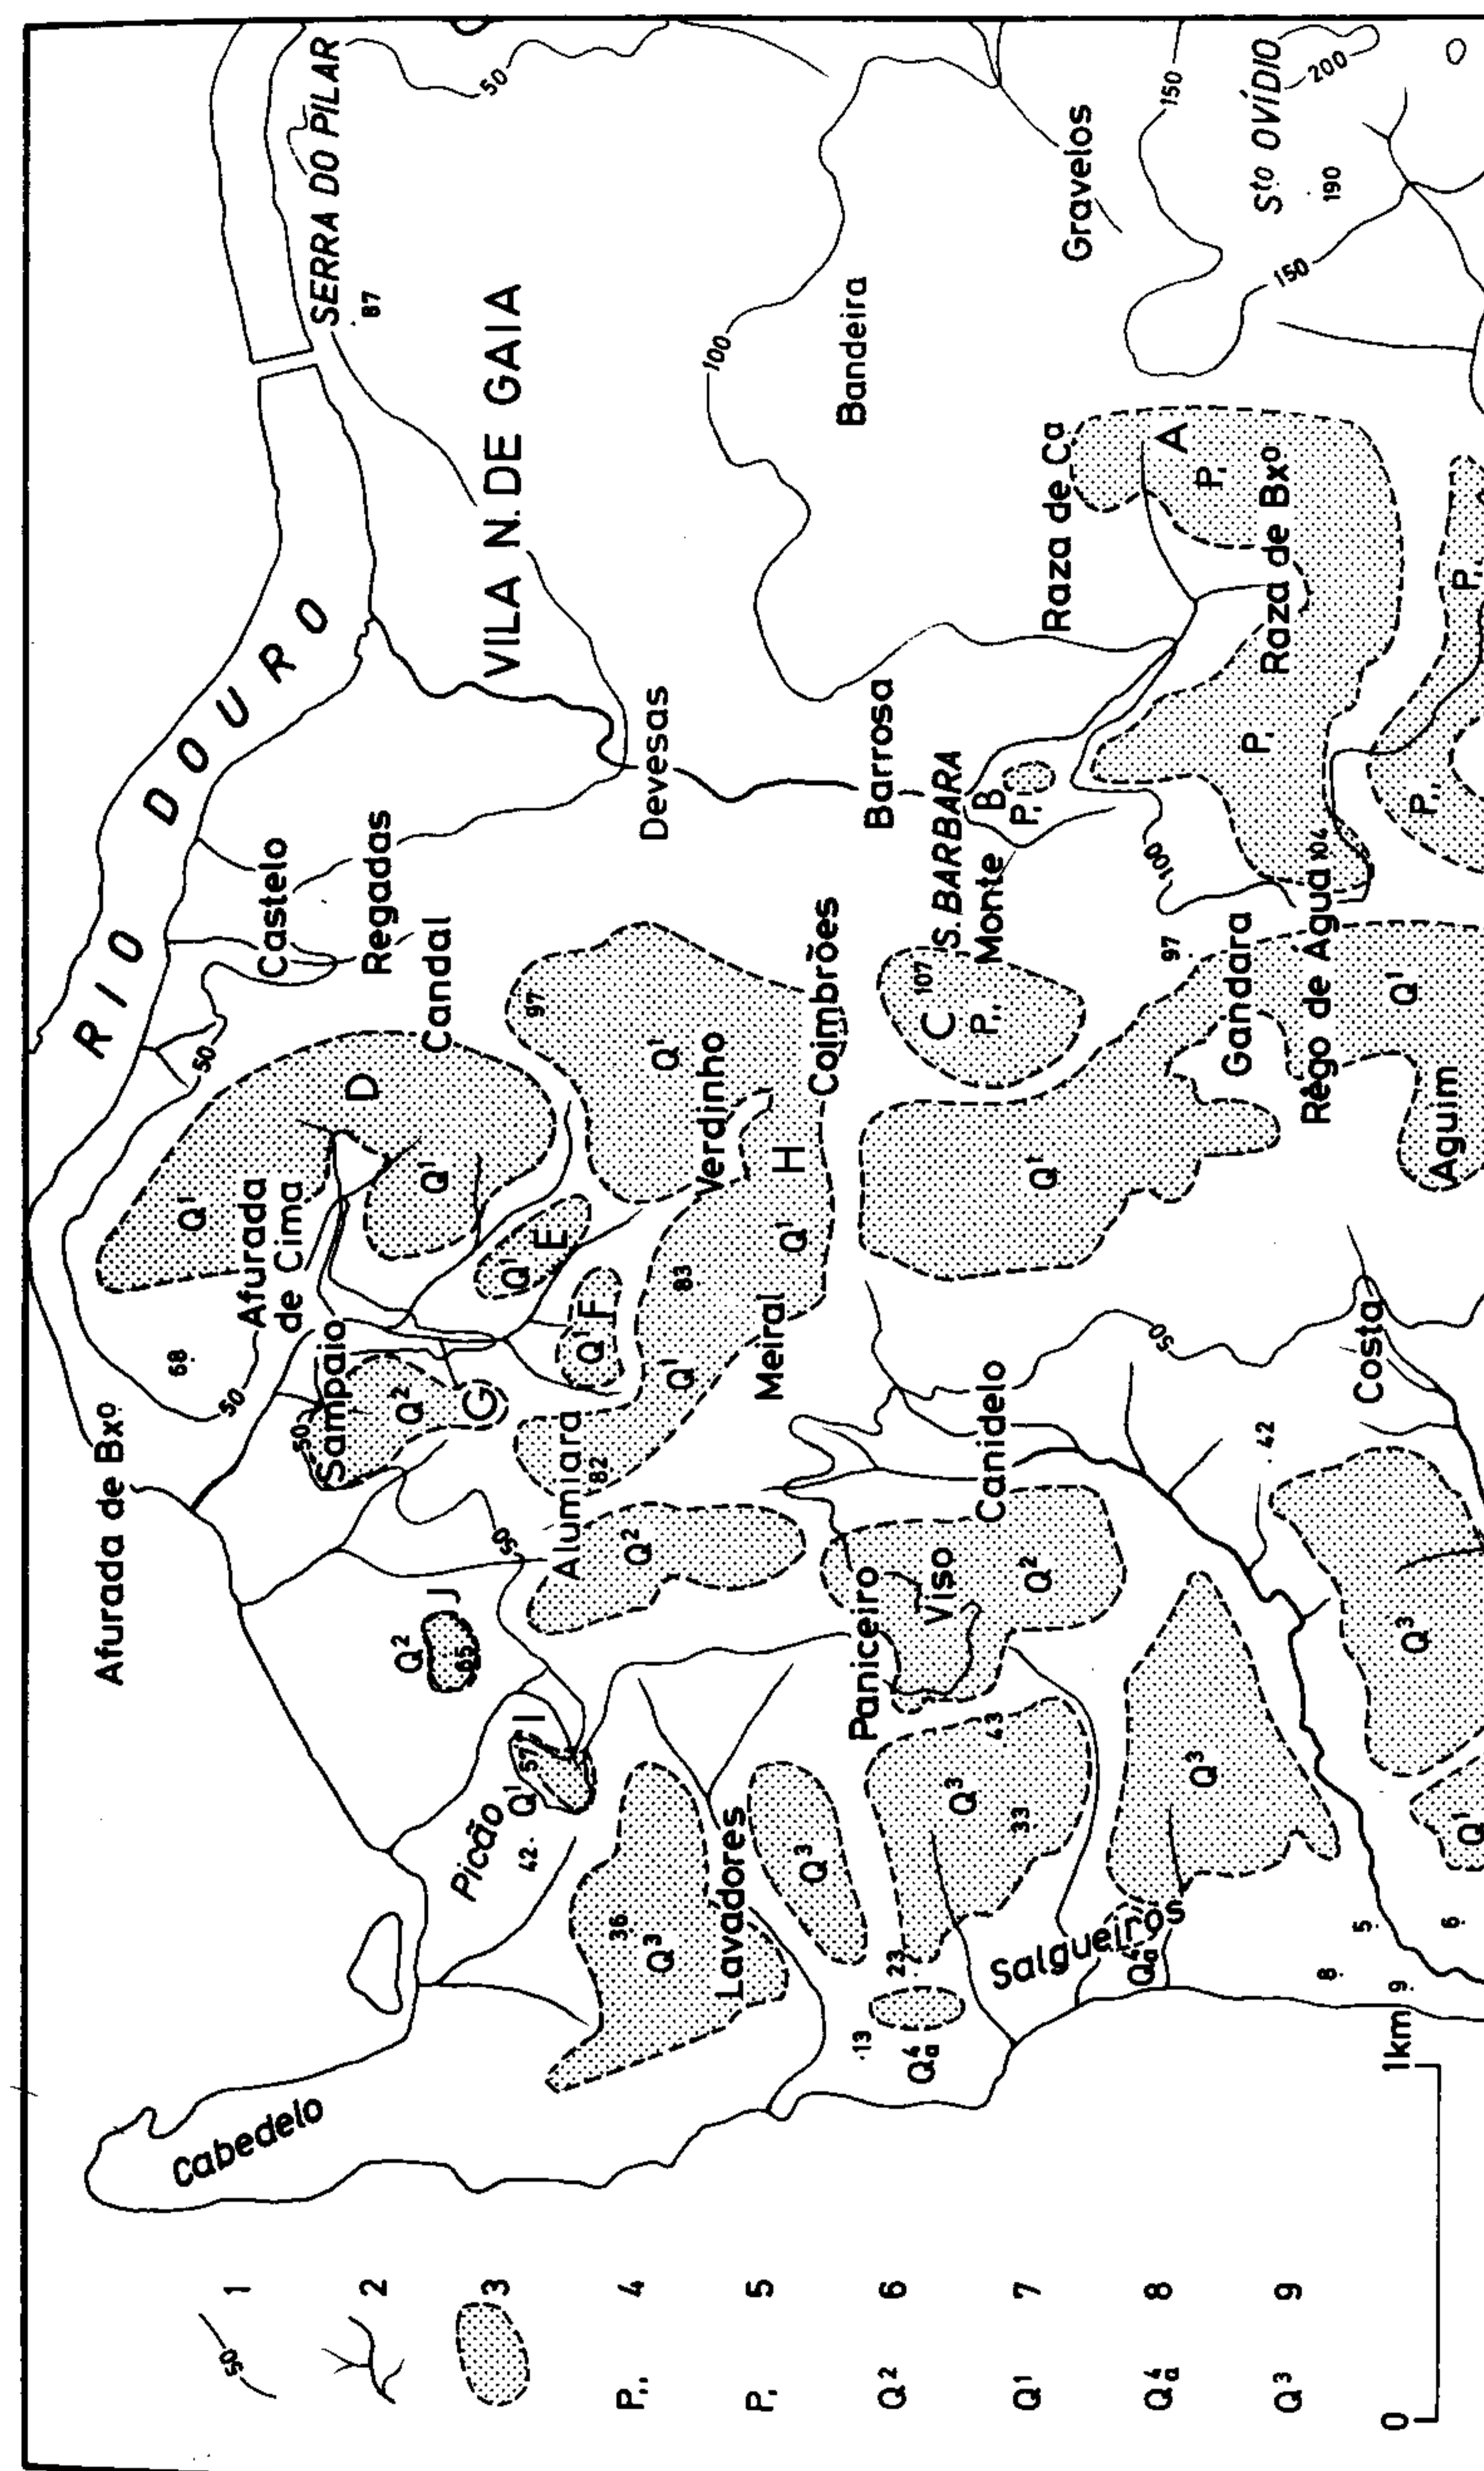 RIO DOURO
SERRA DO PILAR
87
50
VILA N. DE GAIA
Afurada de Bxº
68
50
50
Q¹
D
Castelo
Regadas
Candal
Afurada
de Cima
Q¹
Sampaio
50
Q²
G
Q¹ E
Q¹ F
97
Q¹
Verdinho
H
Coimbrões
Devesas
Barrosa
100
Bandeira
Gravelos
150
200
Stº OVÍDIO
190
150
Raza de Ca
A
P,
Raza de Bxº
P,
P,,
P,,
S. BARBARA
Monte
B
P,
C
107
P,,
100
97
104
Gandara
Rêgo de Água
Q¹
Aguim
Q¹
Q¹
83
Q¹
Meiral
82
Alumiara
Q²
50
Q²
J
65
Picão
Q¹
57
I
42
36
Q³
Lavadores
Q³
Paniceiro
Viso
Q²
Canidelo
50
Costa
42
Q³
43
33
Q³
Q³
Q¹
23
13
Q⁴a
Salgueiros
Q⁴a
5
6
8
9
Cabedelo
50
1
2
3
P,, 4
P, 5
Q² 6
Q¹ 7
Q⁴a 8
Q³ 9
0
1km